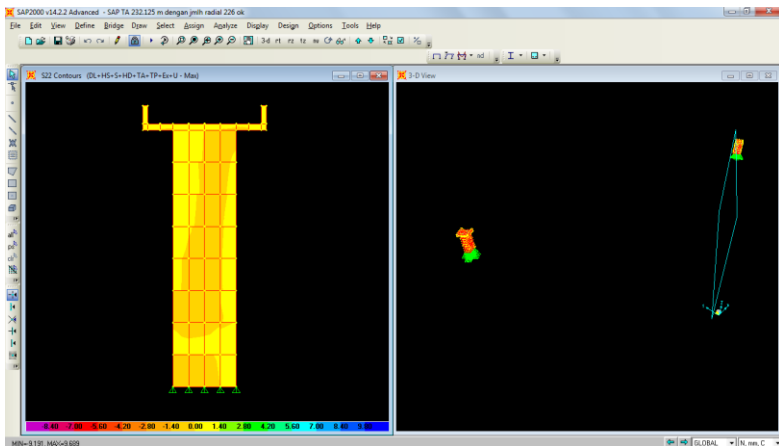 SAP2000 v14.2.2 Advanced - SAP TA 232.125 m dengan jmlh radial 226 ok
File Edit View Define Bridge Draw Select Assign Analyze Display Design Options Tools Help
3-d nd
S22 Contours (DL+HS+S+HD+TA+TP+Ex+U - Max)
3-D View
-8.40 -7.00 -5.60 -4.20 -2.80 -1.40 0.00 1.40 2.80 4.20 5.60 7.00 8.40
MIN=-9.191, MAX=9.689
GLOBAL N, mm, C